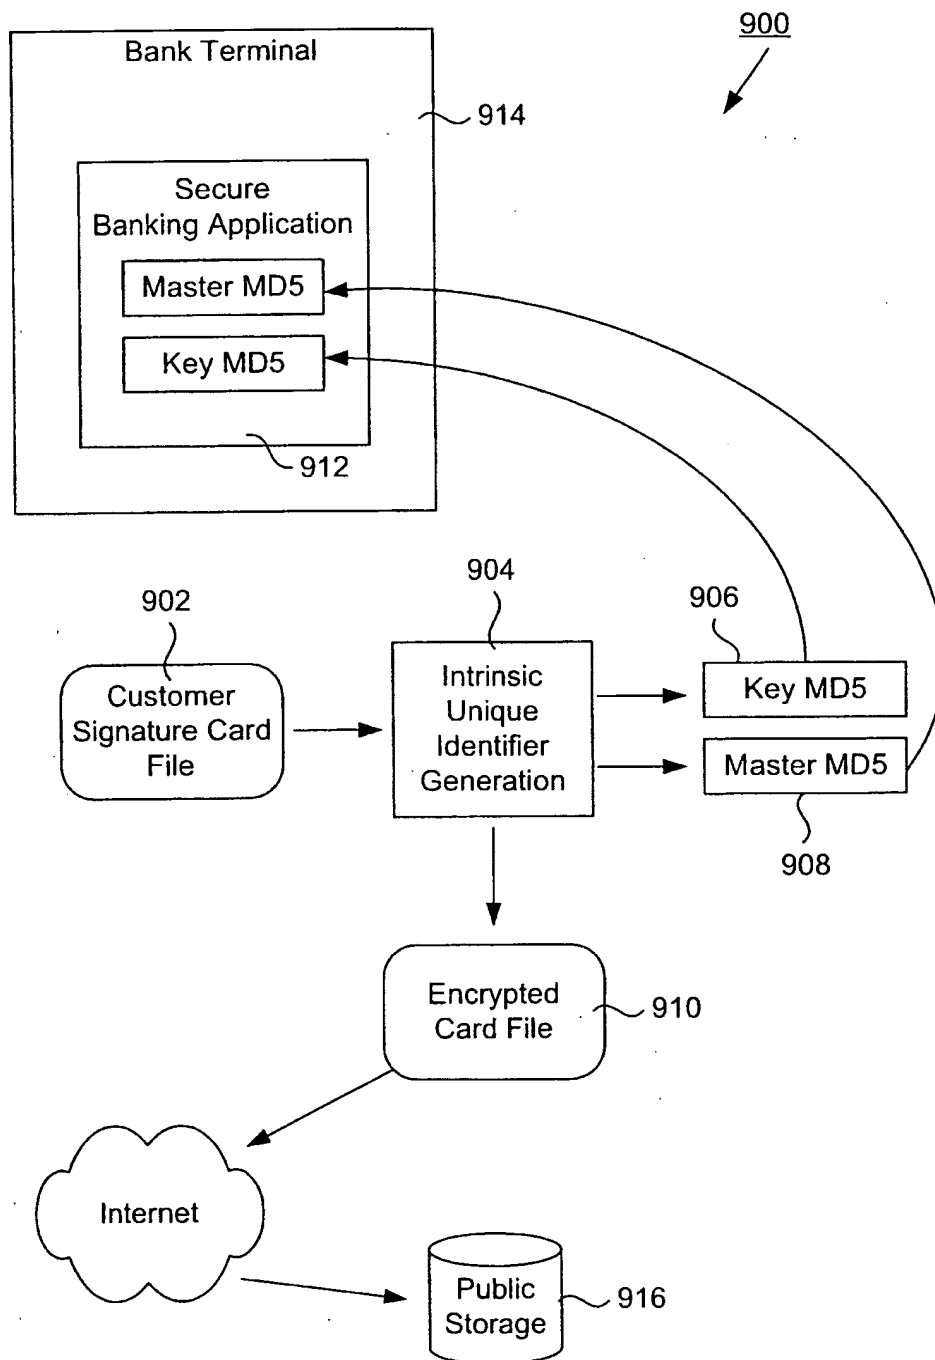 900
Bank Terminal
914
Secure
Banking Application
Master MD5
Key MD5
912
902
904
906
Customer
Signature Card
File
Intrinsic
Unique
Identifier
Generation
Key MD5
Master MD5
908
Encrypted
Card File
910
Internet
Public
Storage
916